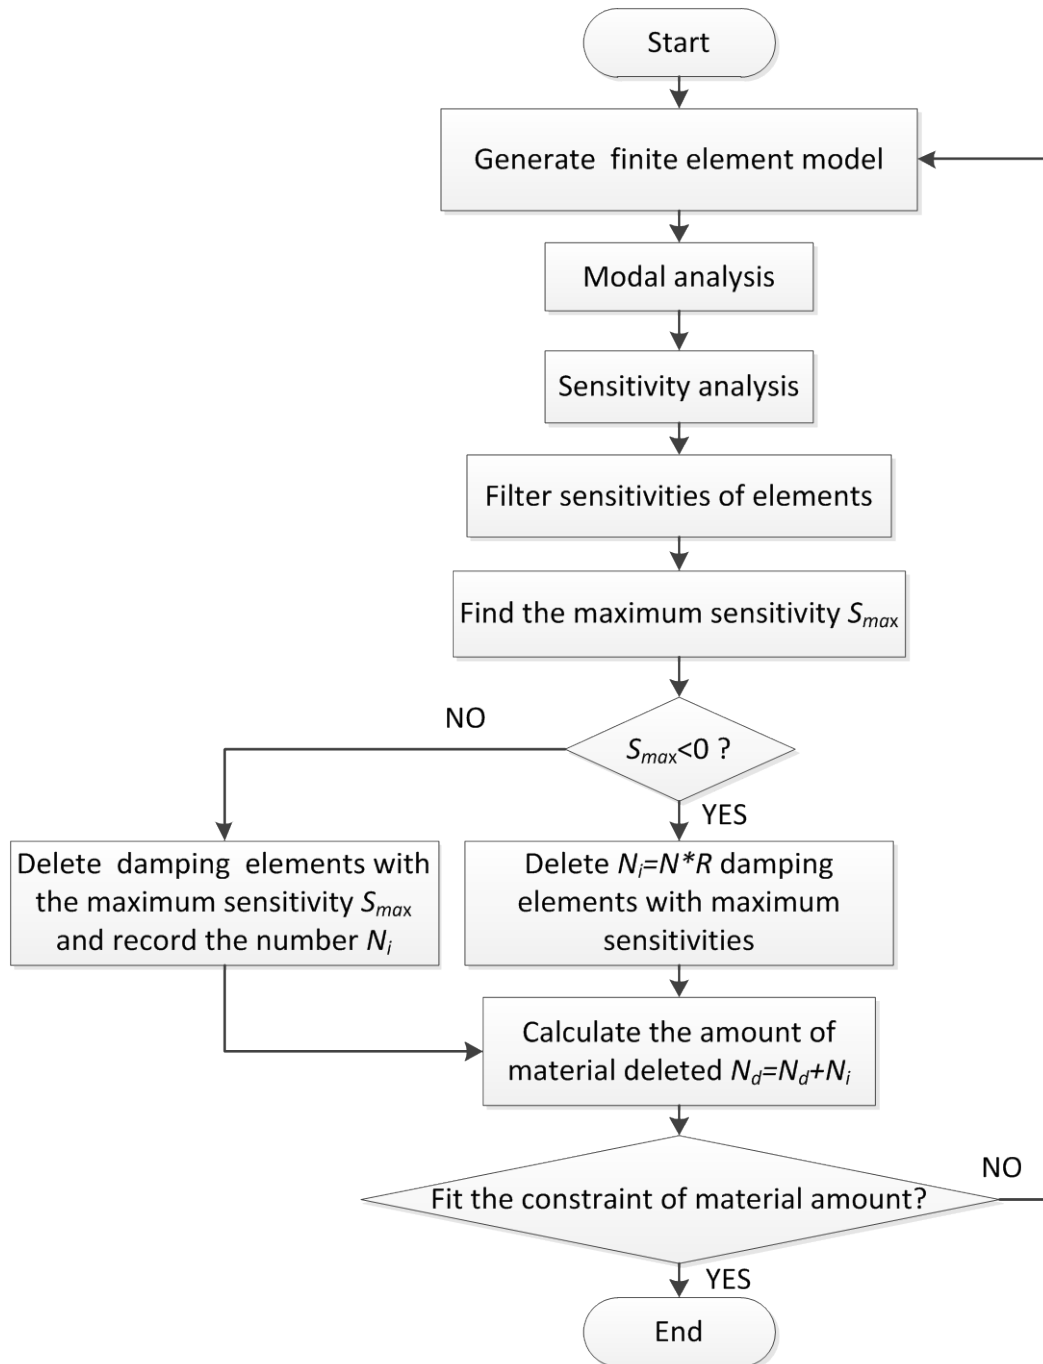 Start
Generate  finite element model
Modal analysis
Sensitivity analysis
Filter sensitivities of elements
Find the maximum sensitivity Smax
NO
Smax<0 ?
YES
Delete  damping  elements with
the maximum sensitivity Smax
and record the number Ni
Delete Ni=N*R damping
elements with maximum
sensitivities
Calculate the amount of
material deleted Nd=Nd+Ni
Fit the constraint of material amount?
NO
YES
End